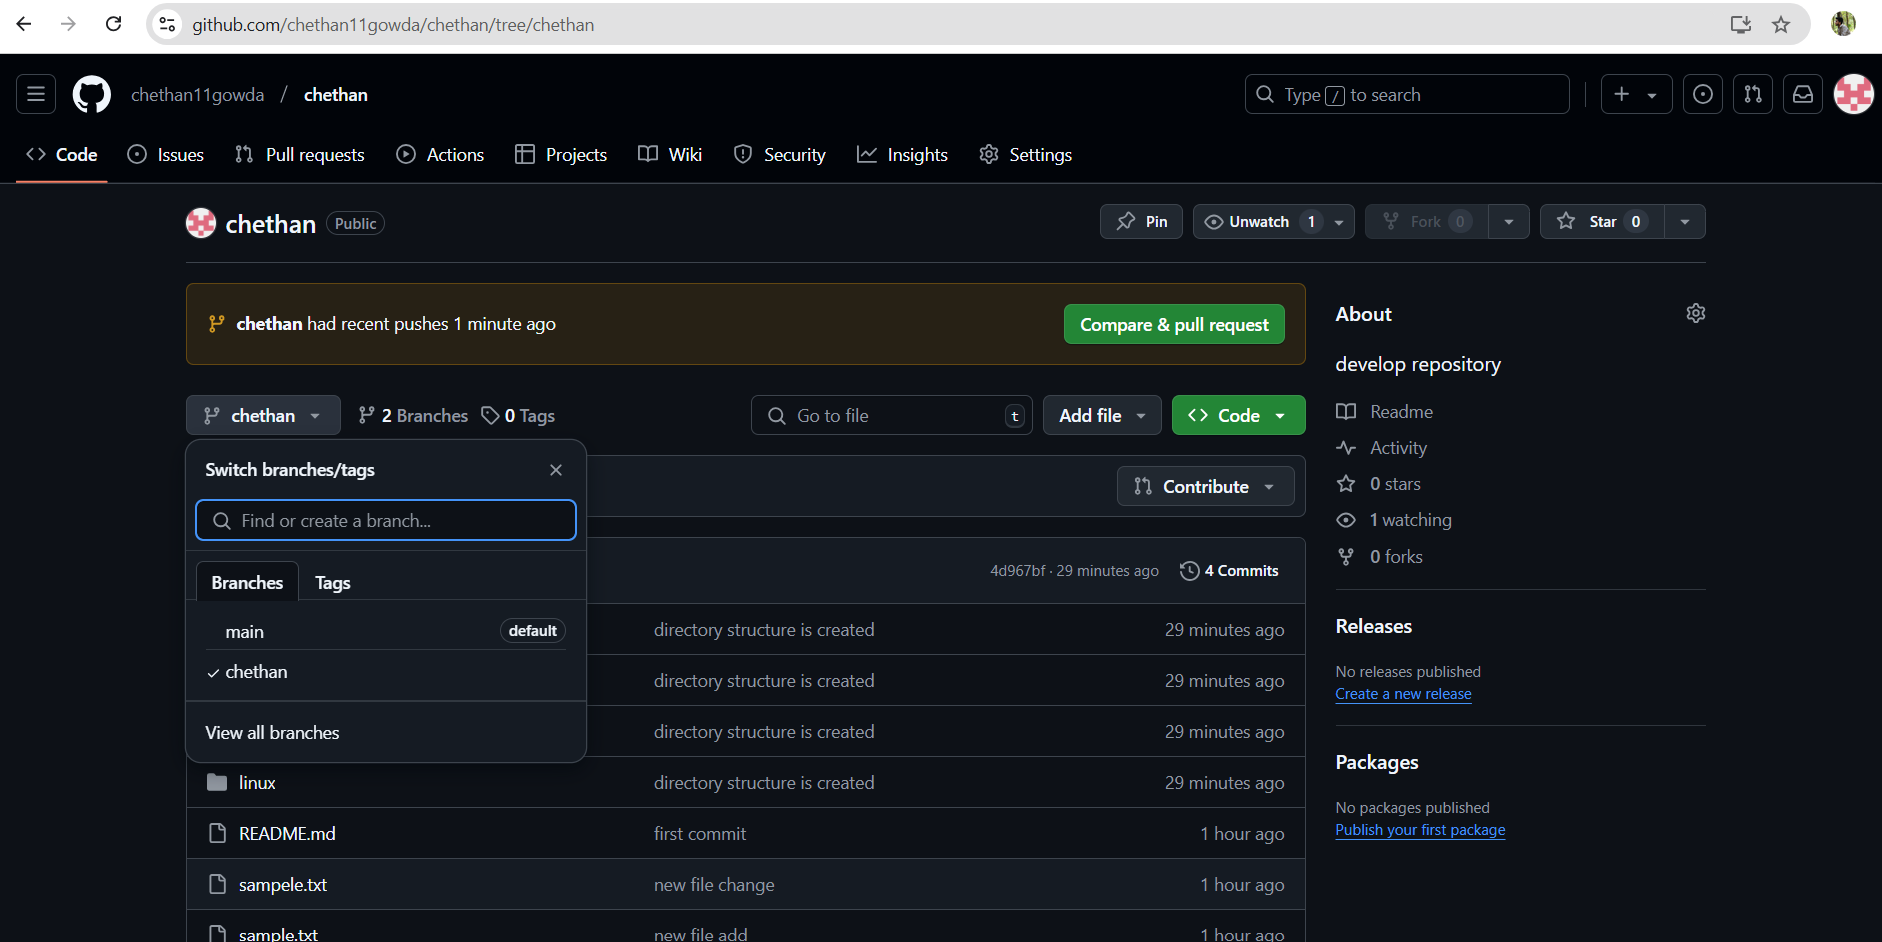 github.com/chethan11gowda/chethan/tree/chethan
chethan11gowda / chethan
Type / to search
Code Issues Pull requests Actions Projects Wiki Security Insights Settings
chethan Public
Pin Unwatch 1 Fork 0 Star 0
chethan had recent pushes 1 minute ago
Compare & pull request
chethan 2 Branches 0 Tags
Go to file t Add file Code
Switch branches/tags
Contribute
Find or create a branch...
4d967bf · 29 minutes ago 4 Commits
Branches Tags
main default
chethan
View all branches
directory structure is created 29 minutes ago
directory structure is created 29 minutes ago
directory structure is created 29 minutes ago
linux directory structure is created 29 minutes ago
README.md first commit 1 hour ago
sampele.txt new file change 1 hour ago
sample.txt new file add 1 hour ago
About
develop repository
Readme
Activity
0 stars
1 watching
0 forks
Releases
No releases published
Create a new release
Packages
No packages published
Publish your first package